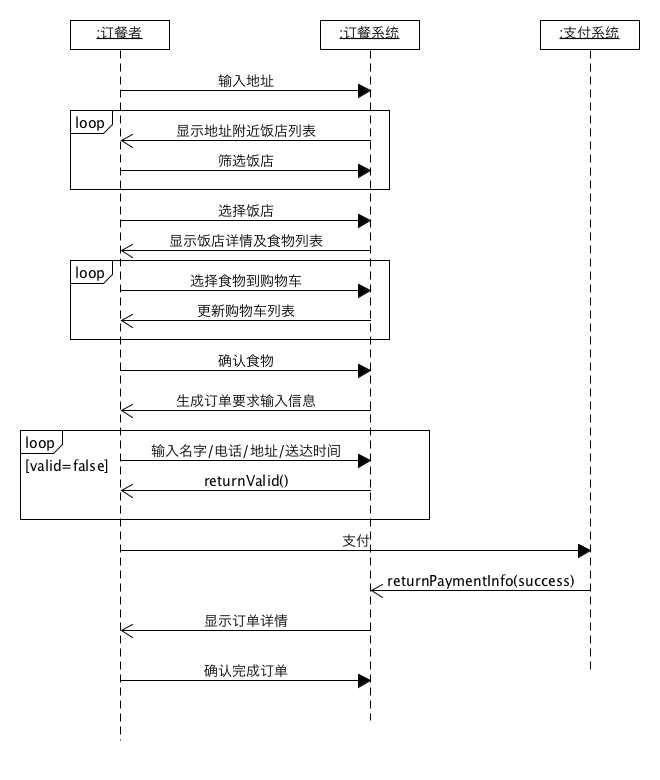 :订餐者
:订餐系统
:支付系统
输入地址
loop
显示地址附近饭店列表
筛选饭店
选择饭店
显示饭店详情及食物列表
loop
选择食物到购物车
更新购物车列表
确认食物
生成订单要求输入信息
loop
[valid=false]
输入名字/电话/地址/送达时间
returnValid()
支付
returnPaymentInfo(success)
显示订单详情
确认完成订单